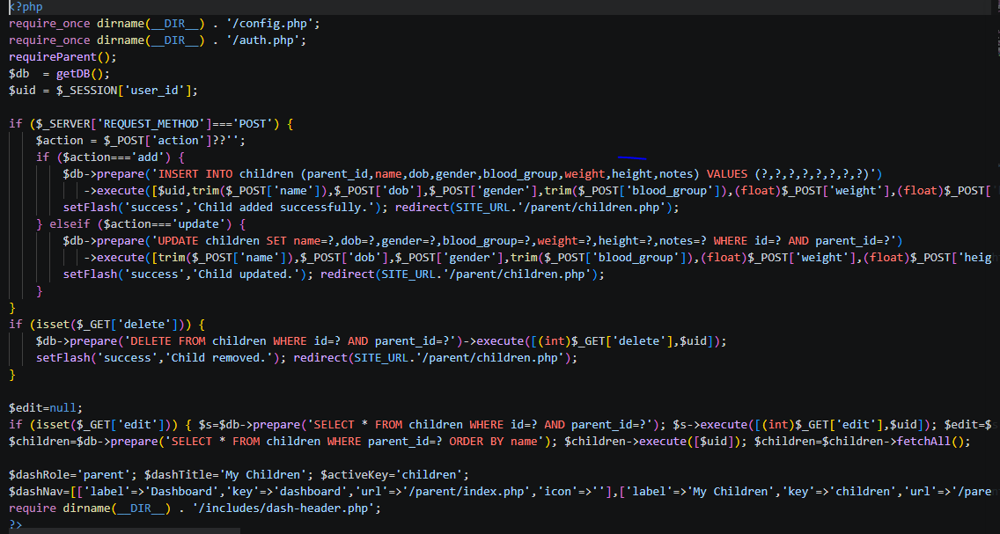 <?php
require_once dirname(__DIR__) . '/config.php';
require_once dirname(__DIR__) . '/auth.php';
requireParent();
$db  = getDB();
$uid = $_SESSION['user_id'];
if ($_SERVER['REQUEST_METHOD']==='POST') {
    $action = $_POST['action']??'';
    if ($action==='add') {
        $db->prepare('INSERT INTO children (parent_id,name,dob,gender,blood_group,weight,height,notes) VALUES (?,?,?,?,?,?,?,?)')
           ->execute([$uid,trim($_POST['name']),$_POST['dob'],$_POST['gender'],trim($_POST['blood_group']),(float)$_POST['weight'],(float)$_POST['
        setFlash('success','Child added successfully.'); redirect(SITE_URL.'/parent/children.php');
    } elseif ($action==='update') {
        $db->prepare('UPDATE children SET name=?,dob=?,gender=?,blood_group=?,weight=?,height=?,notes=? WHERE id=? AND parent_id=?')
           ->execute([trim($_POST['name']),$_POST['dob'],$_POST['gender'],trim($_POST['blood_group']),(float)$_POST['weight'],(float)$_POST['heig
        setFlash('success','Child updated.'); redirect(SITE_URL.'/parent/children.php');
    }
}
if (isset($_GET['delete'])) {
    $db->prepare('DELETE FROM children WHERE id=? AND parent_id=?')->execute([(int)$_GET['delete'],$uid]);
    setFlash('success','Child removed.'); redirect(SITE_URL.'/parent/children.php');
}
$edit=null;
if (isset($_GET['edit'])) { $s=$db->prepare('SELECT * FROM children WHERE id=? AND parent_id=?'); $s->execute([(int)$_GET['edit'],$uid]); $edit=$
$children=$db->prepare('SELECT * FROM children WHERE parent_id=? ORDER BY name'); $children->execute([$uid]); $children=$children->fetchAll();
$dashRole='parent'; $dashTitle='My Children'; $activeKey='children';
$dashNav=[['label'=>'Dashboard','key'=>'dashboard','url'=>'/parent/index.php','icon'=>''],['label'=>'My Children','key'=>'children','url'=>'/pare
require dirname(__DIR__) . '/includes/dash-header.php';
?>